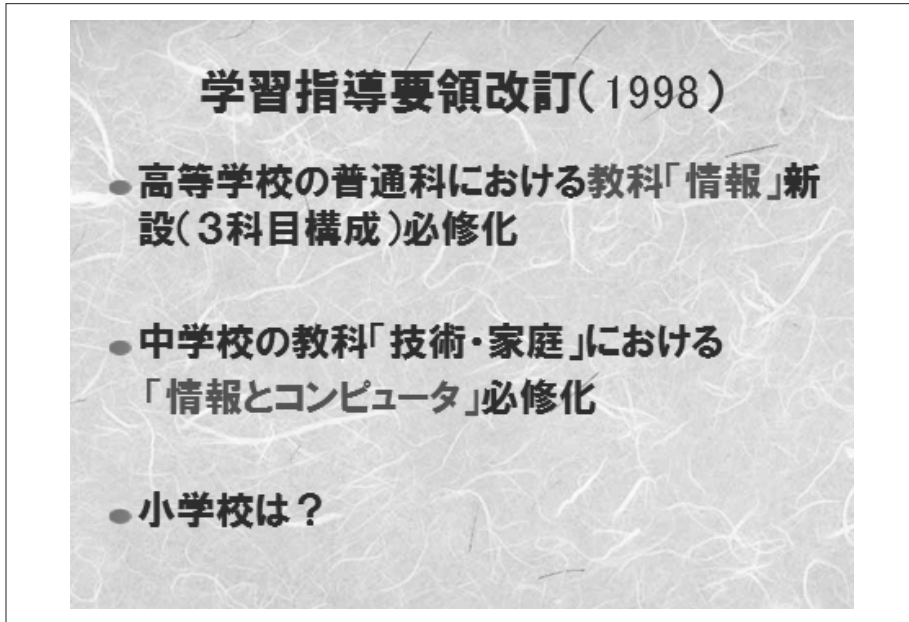 学習指導要領改訂(1998)
高等学校の普通科における教科「情報」新
設(3科目構成)必修化
中学校の教科「技術・家庭」における
「情報とコンピュータ」必修化
小学校は?